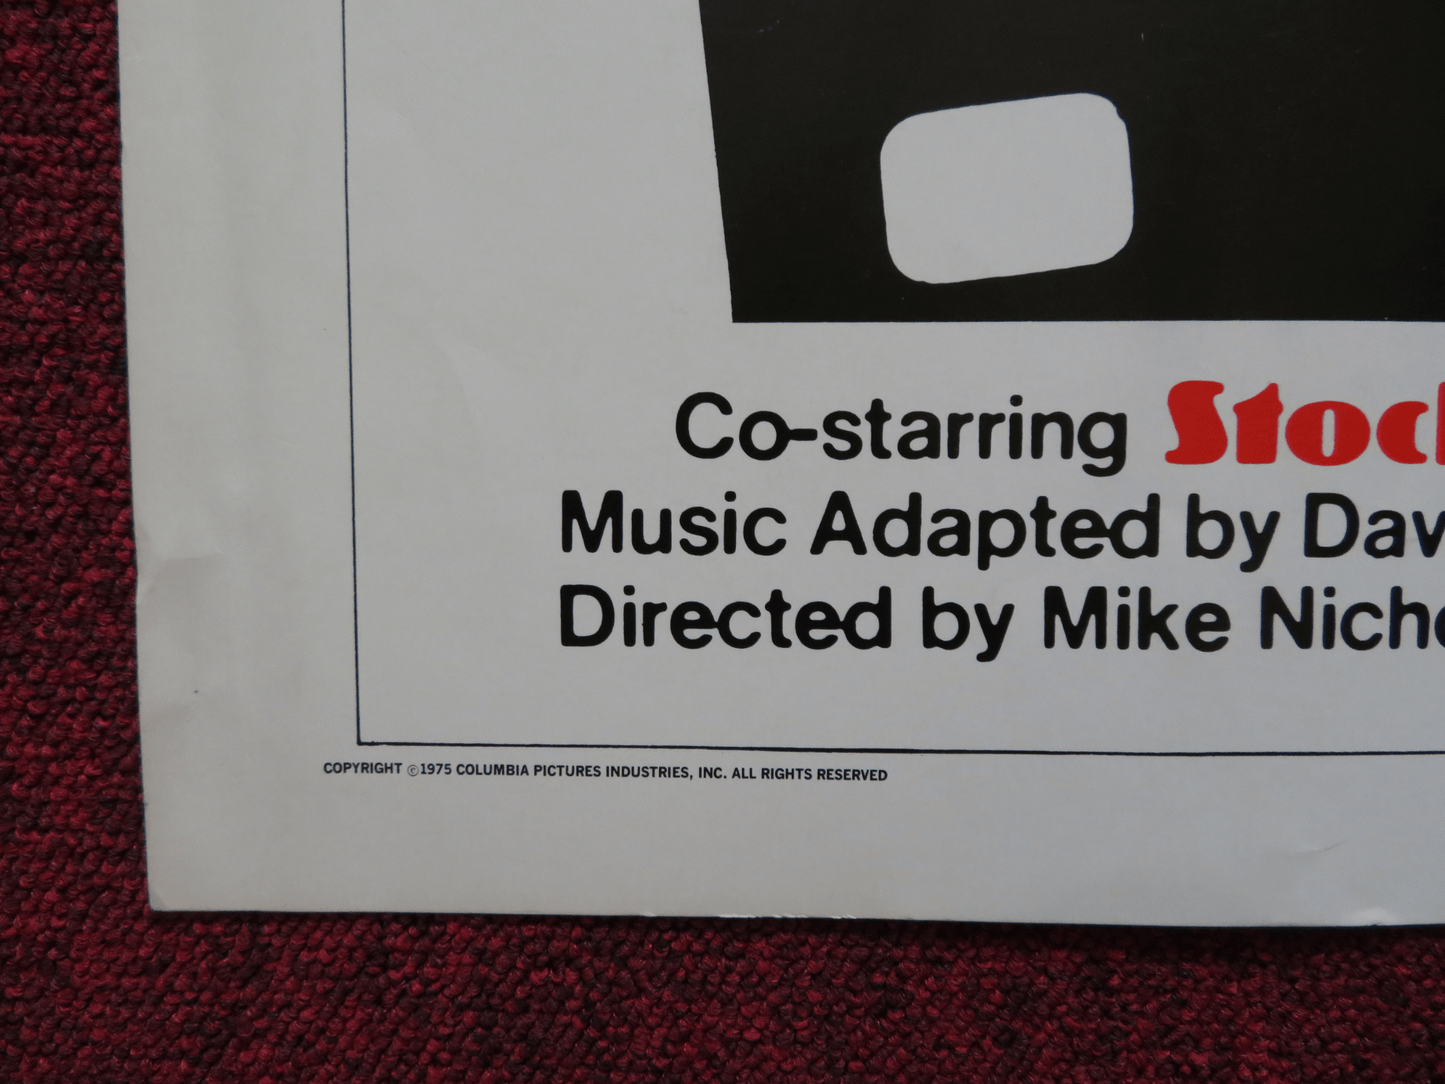 Co-starring Stoc
Music Adapted by Dav
Directed by Mike Nich
COPYRIGHT ©1975 COLUMBIA PICTURES INDUSTRIES, INC. ALL RIGHTS RESERVED